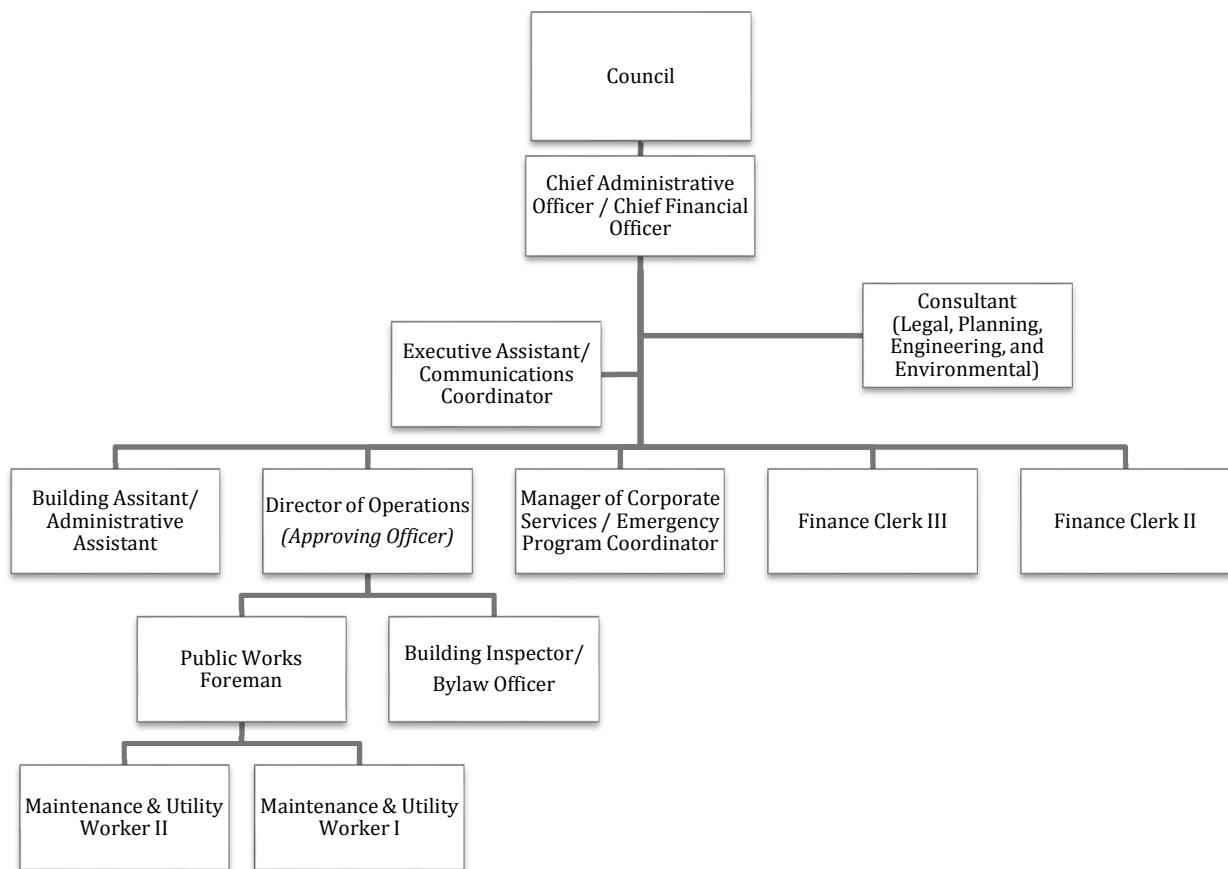 Council
Chief Administrative
Officer / Chief Financial
Officer
Consultant
(Legal, Planning,
Engineering, and
Environmental)
Executive Assistant/
Communications
Coordinator
Building Assitant/
Administrative
Assistant
Director of Operations
(Approving Officer)
Manager of Corporate
Services / Emergency
Program Coordinator
Finance Clerk III
Finance Clerk II
Public Works
Foreman
Building Inspector/
Bylaw Officer
Maintenance & Utility
Worker II
Maintenance & Utility
Worker I